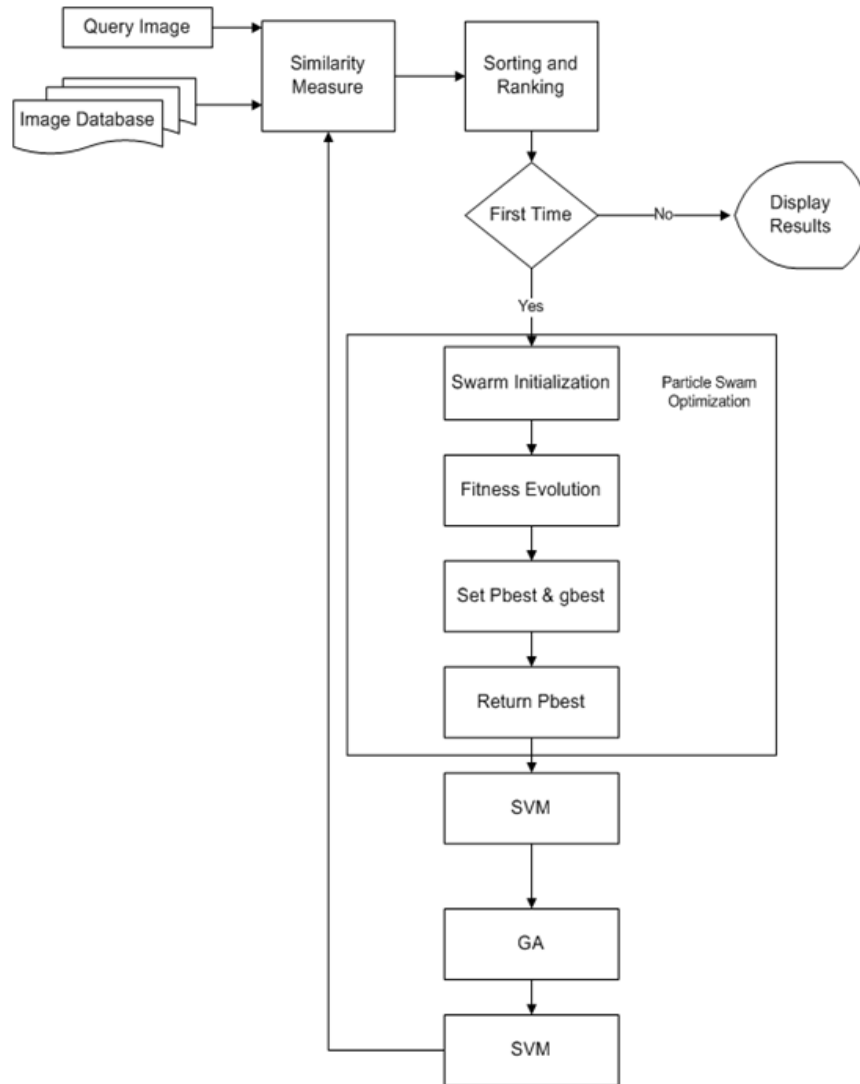 Query Image
Similarity
Measure
Sorting and
Ranking
Image Database
First Time
No
Display
Results
Yes
Swarm Initialization
Particle Swam
Optimization
Fitness Evolution
Set Pbest & gbest
Return Pbest
SVM
GA
SVM